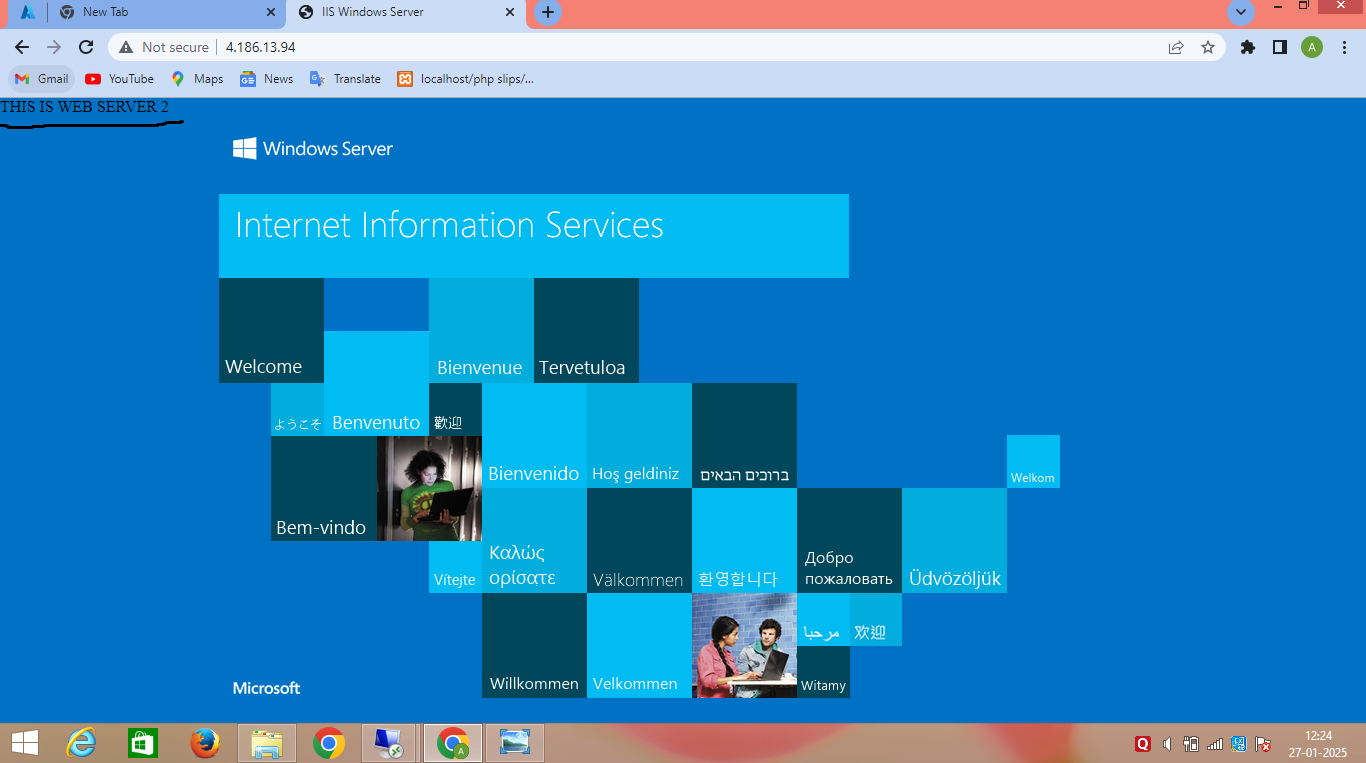 New Tab
IIS Windows Server
Not secure
4.186.13.94
A
Gmail
YouTube
Maps
News
Translate
localhost/php slips/...
THIS IS WEB SERVER 2
Windows Server
Internet Information Services
Welcome
Bienvenue
Tervetuloa
ようこそ
Benvenuto
歡迎
Bienvenido
Hoş geldiniz
ברוכים הבאים
Welkom
Bem-vindo
Vítejte
Καλώς
ορίσατε
Välkommen
환영합니다
Добро
пожаловать
Üdvözöljük
Willkommen
Velkommen
مرحبا
欢迎
Witamy
Microsoft
12:24
27-01-2025